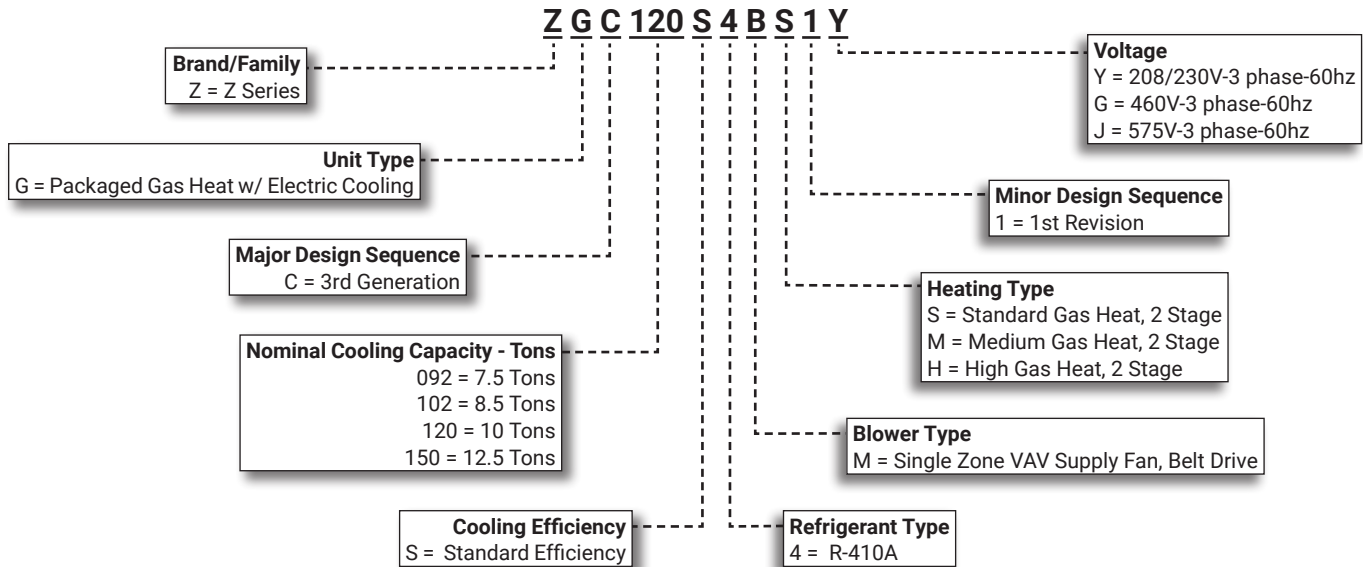 Z G C 120 S 4 B S 1 Y
Brand/Family
Z = Z Series
Unit Type
G = Packaged Gas Heat w/ Electric Cooling
Major Design Sequence
C = 3rd Generation
Nominal Cooling Capacity - Tons
092 = 7.5 Tons
102 = 8.5 Tons
120 = 10 Tons
150 = 12.5 Tons
Cooling Efficiency
S = Standard Efficiency
Refrigerant Type
4 = R-410A
Blower Type
M = Single Zone VAV Supply Fan, Belt Drive
Heating Type
S = Standard Gas Heat, 2 Stage
M = Medium Gas Heat, 2 Stage
H = High Gas Heat, 2 Stage
Minor Design Sequence
1 = 1st Revision
Voltage
Y = 208/230V-3 phase-60hz
G = 460V-3 phase-60hz
J = 575V-3 phase-60hz